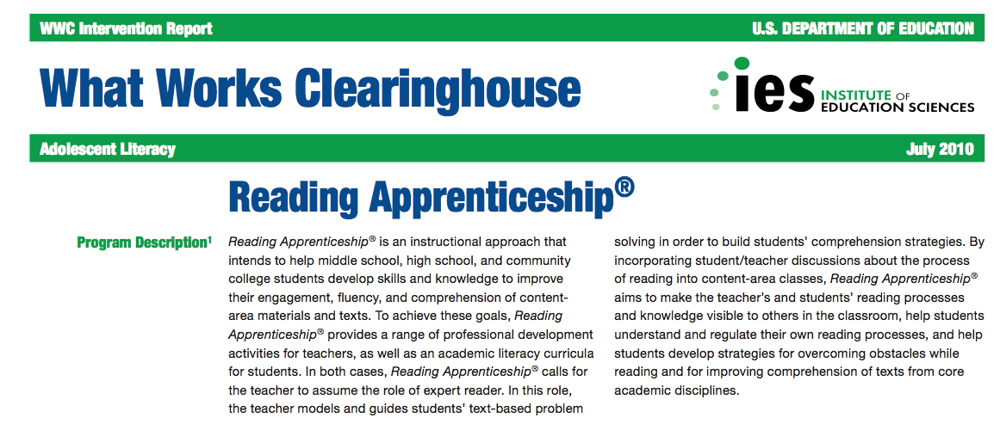 WWC Intervention Report
U.S. DEPARTMENT OF EDUCATION
What Works Clearinghouse
ies INSTITUTE OF
EDUCATION SCIENCES
Adolescent Literacy
July 2010
Reading Apprenticeship®
Program Description¹
Reading Apprenticeship® is an instructional approach that
intends to help middle school, high school, and community
college students develop skills and knowledge to improve
their engagement, fluency, and comprehension of content-
area materials and texts. To achieve these goals, Reading
Apprenticeship® provides a range of professional development
activities for teachers, as well as an academic literacy curricula
for students. In both cases, Reading Apprenticeship® calls for
the teacher to assume the role of expert reader. In this role,
the teacher models and guides students’ text-based problem
solving in order to build students’ comprehension strategies. By
incorporating student/teacher discussions about the process
of reading into content-area classes, Reading Apprenticeship®
aims to make the teacher’s and students’ reading processes
and knowledge visible to others in the classroom, help students
understand and regulate their own reading processes, and help
students develop strategies for overcoming obstacles while
reading and for improving comprehension of texts from core
academic disciplines.